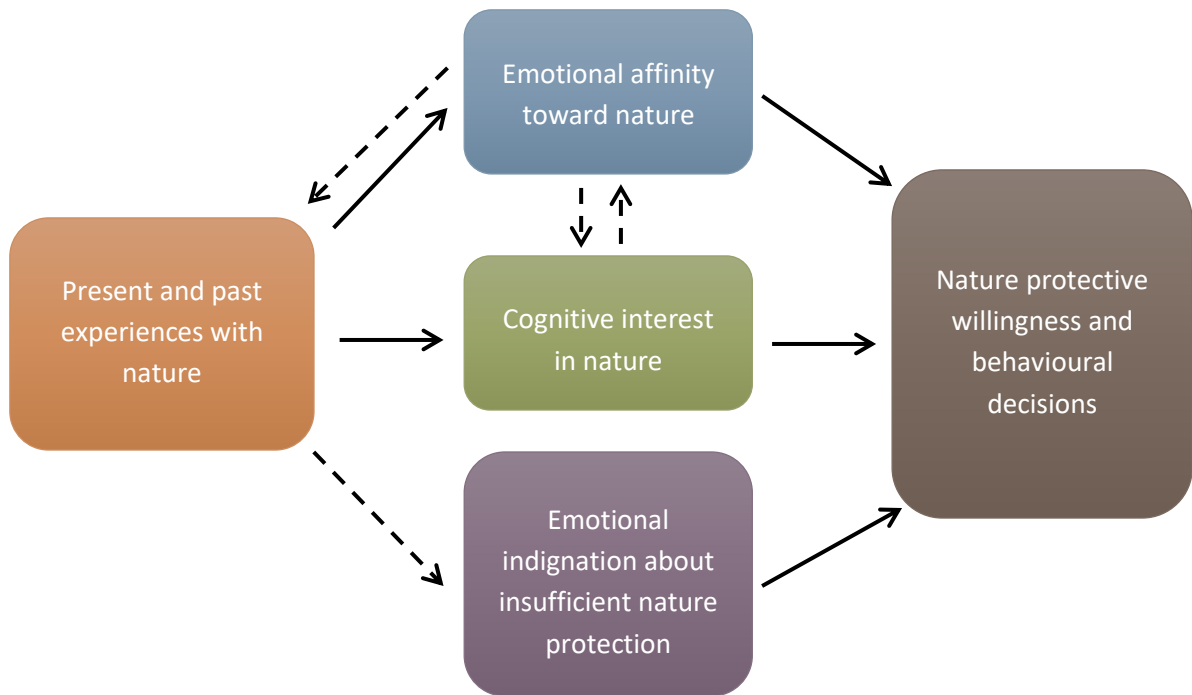 Emotional affinity
toward nature
Present and past
experiences with
nature
Cognitive interest
in nature
Emotional
indignation about
insufficient nature
protection
Nature protective
willingness and
behavioural
decisions